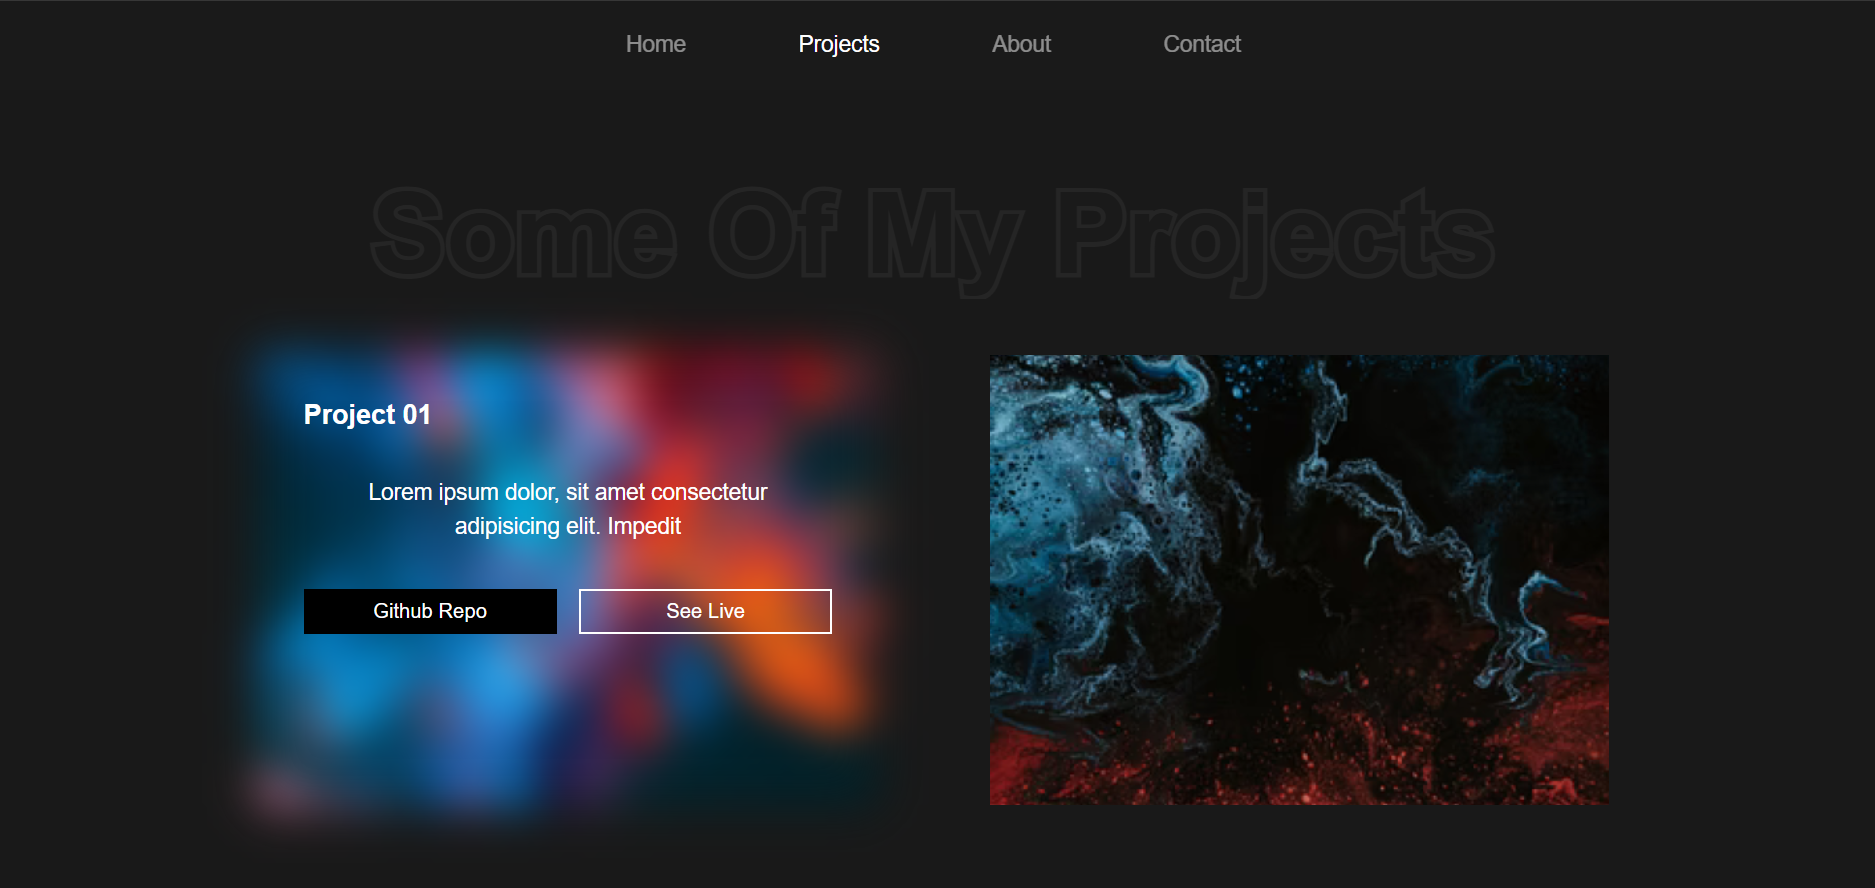 Home Projects About Contact
Some Of My Projects
Project 01
Lorem ipsum dolor, sit amet consectetur
adipisicing elit. Impedit
Github Repo See Live